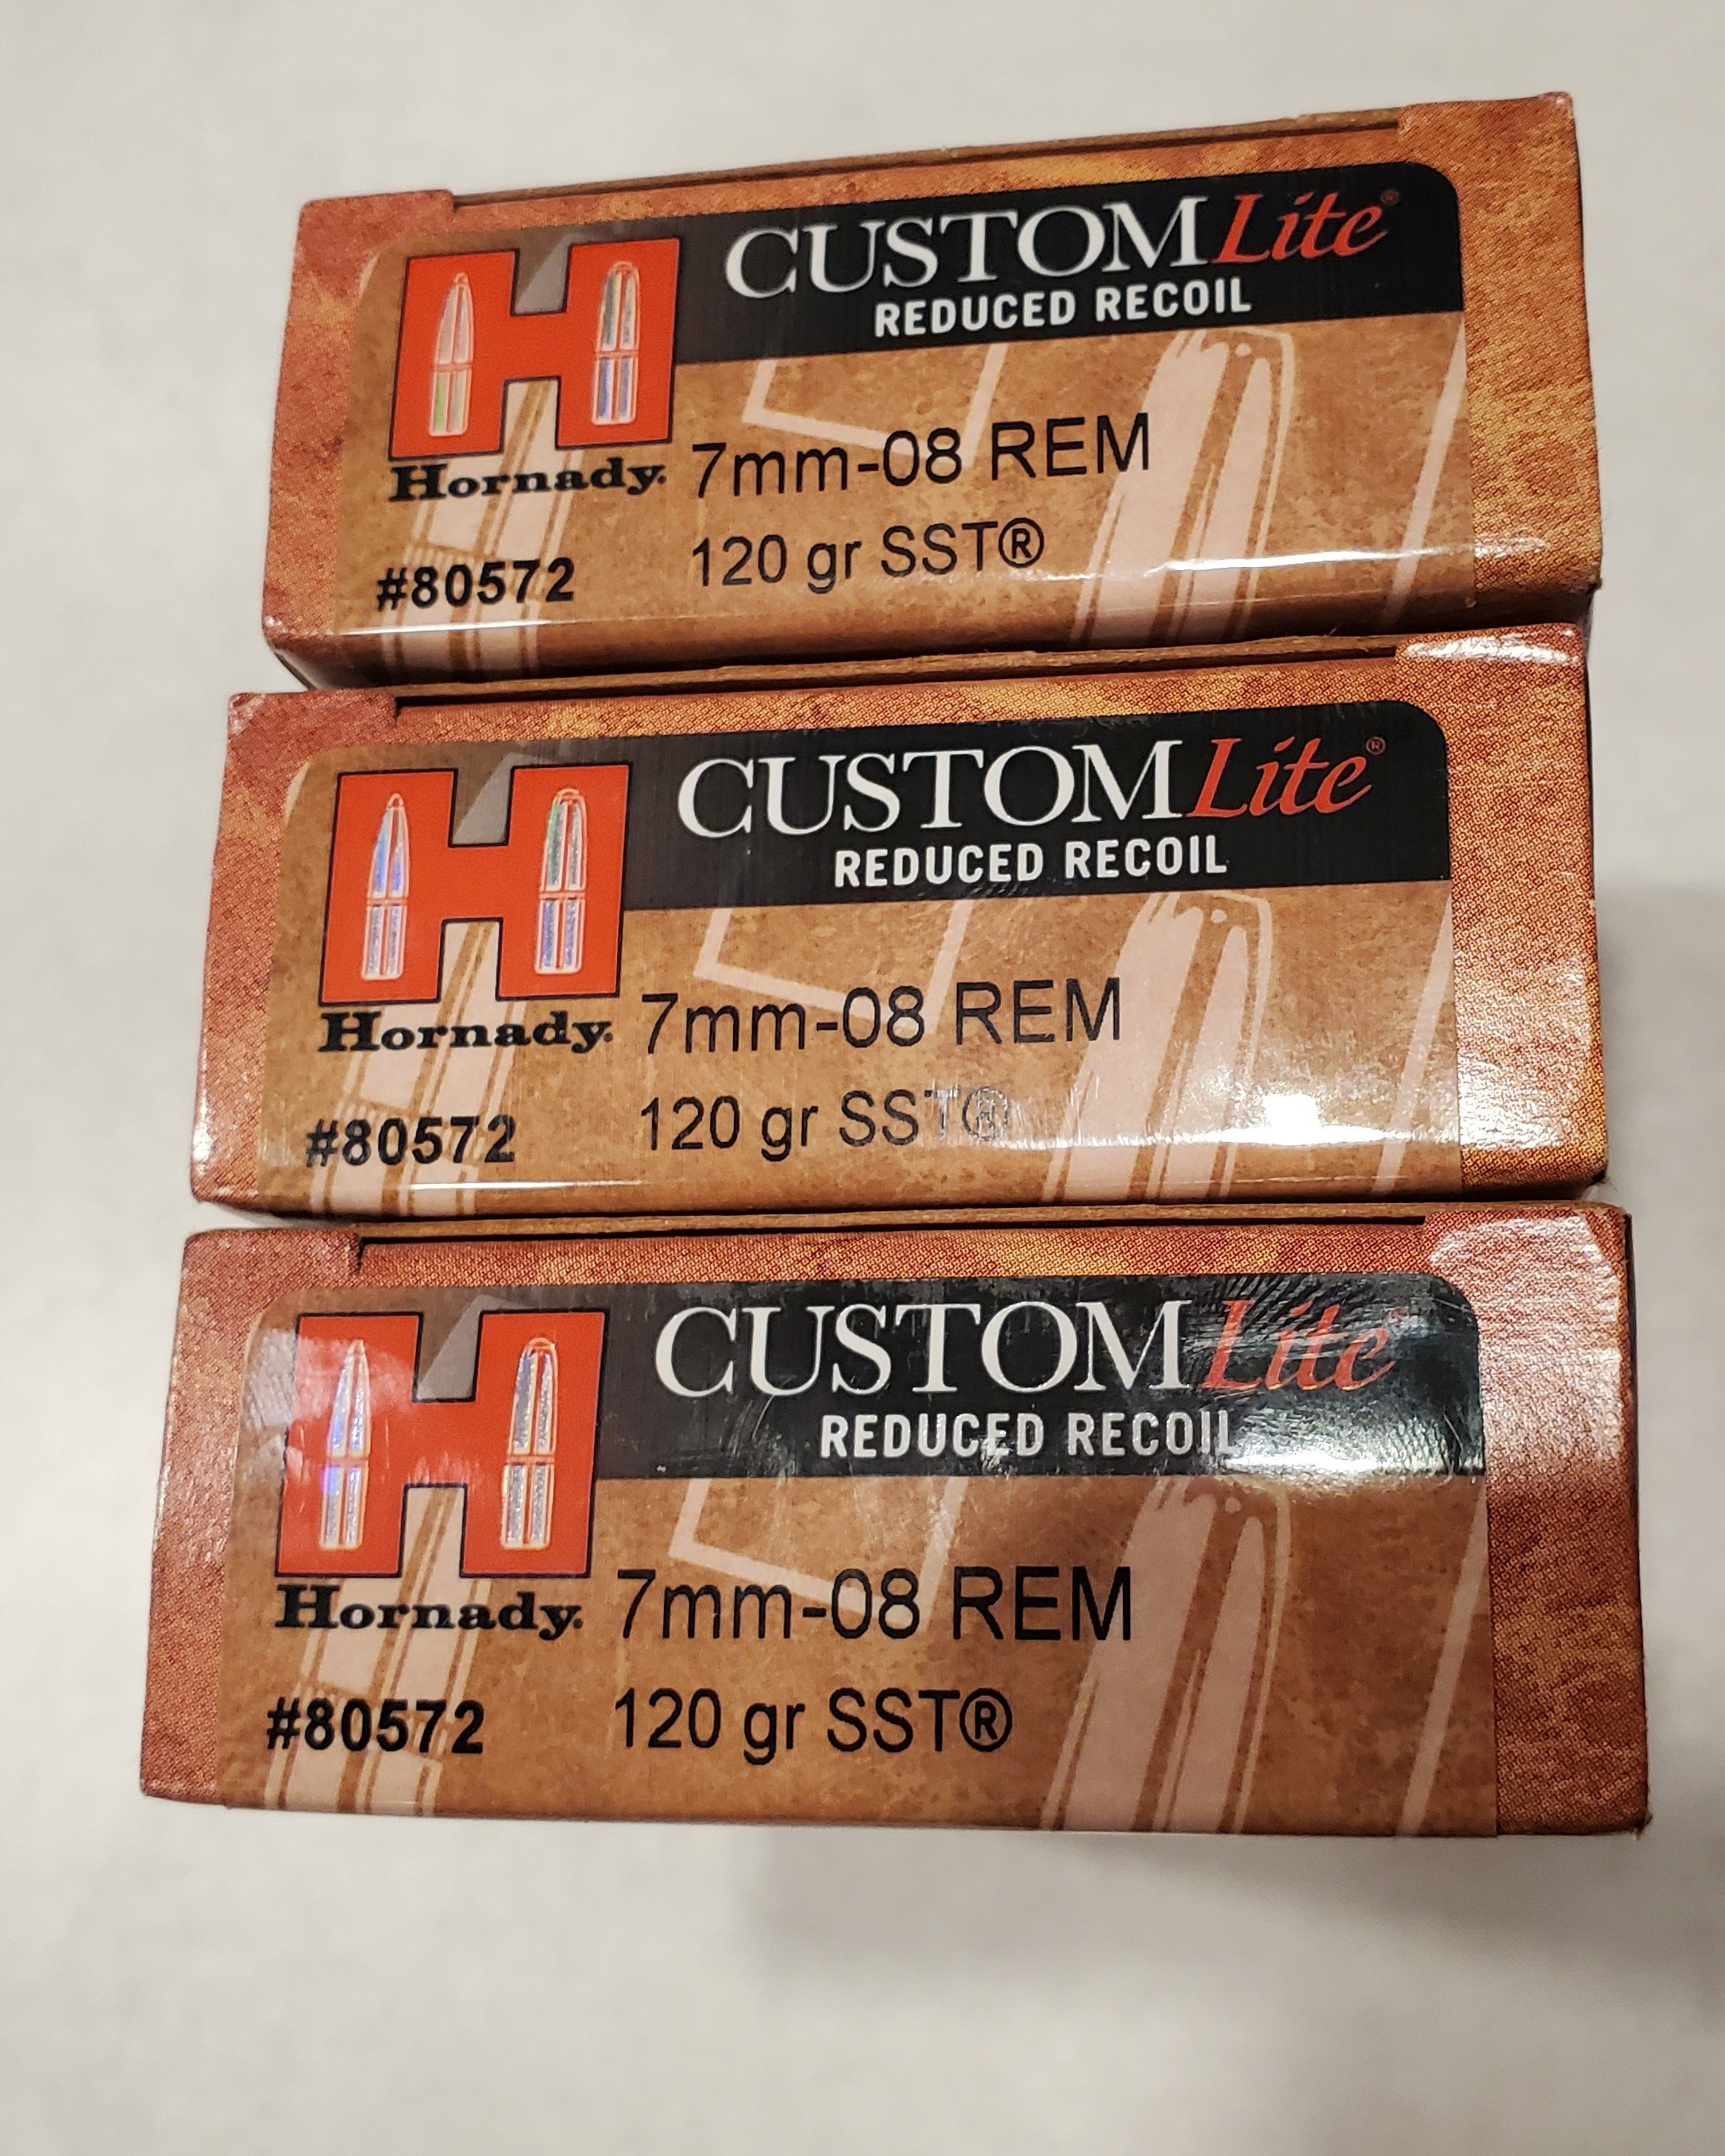 CUSTOM Lite®
REDUCED RECOIL
Hornady.
7mm-08 REM
120 gr SST®
#80572
CUSTOM Lite®
REDUCED RECOIL
Hornady.
7mm-08 REM
120 gr SST®
#80572
CUSTOM Lite
REDUCED RECOIL
Hornady.
7mm-08 REM
120 gr SST®
#80572